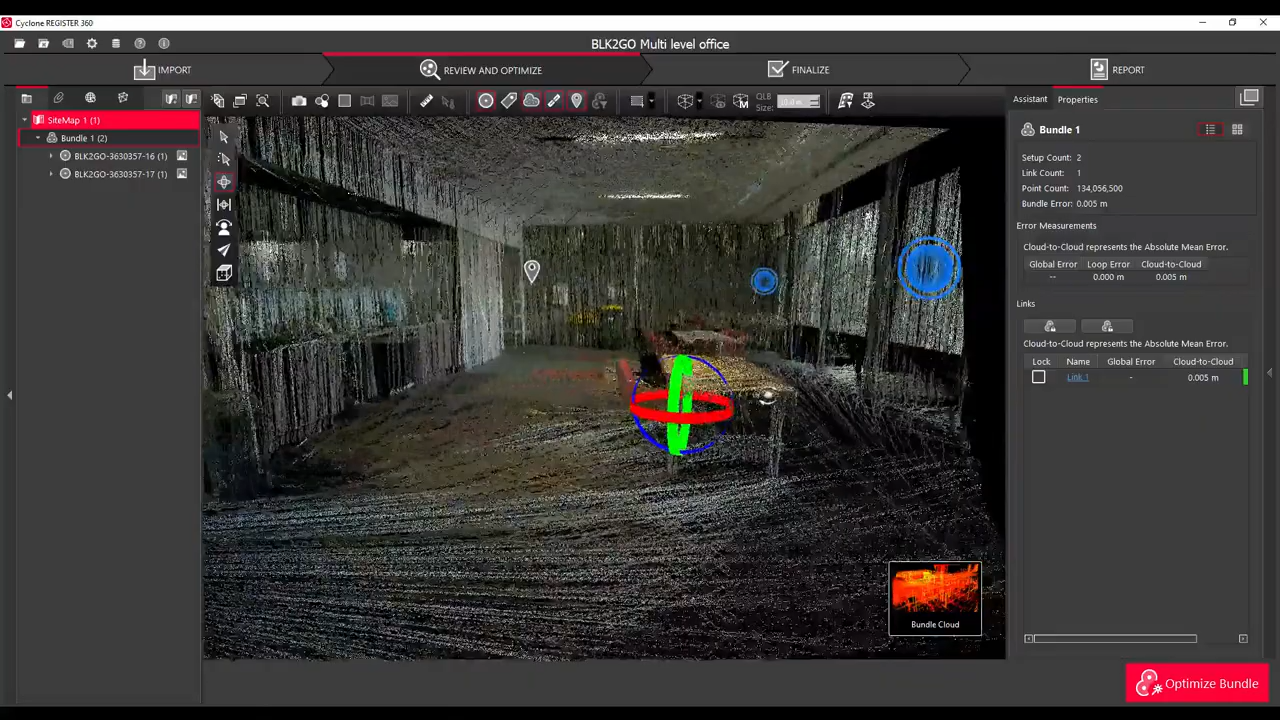 Cyclone REGISTER 360
BLK2GO Multi level office
IMPORT
REVIEW AND OPTIMIZE
FINALIZE
REPORT
QLB
Size: 10.0 m
Assistant
Properties
SiteMap 1 (1)
Bundle 1 (2)
BLK2GO-3630357-16 (1)
BLK2GO-3630357-17 (1)
Bundle 1
Setup Count: 2
Link Count: 1
Point Count: 134,056,500
Bundle Error: 0.005 m
Error Measurements
Cloud-to-Cloud represents the Absolute Mean Error.
Global Error Loop Error Cloud-to-Cloud
-- 0.000 m 0.005 m
Links
Cloud-to-Cloud represents the Absolute Mean Error.
Lock Name Global Error Cloud-to-Cloud
Link 1 - 0.005 m
Bundle Cloud
Optimize Bundle